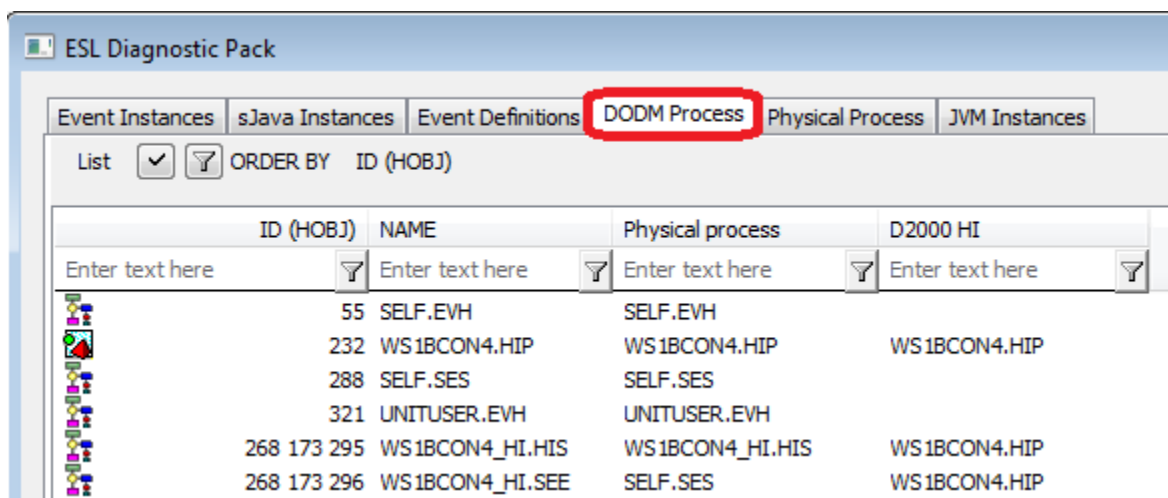 ESL Diagnostic Pack
Event Instances sJava Instances Event Definitions DODM Process Physical Process JVM Instances
List ORDER BY ID (HOBJ)
ID (HOBJ) NAME Physical process D2000 HI
Enter text here Enter text here Enter text here Enter text here
55 SELF.EVH SELF.EVH
232 WS1BCON4.HIP WS1BCON4.HIP WS1BCON4.HIP
288 SELF.SES SELF.SES
321 UNITUSER.EVH UNITUSER.EVH
268 173 295 WS1BCON4_HI.HIS WS1BCON4_HI.HIS WS1BCON4.HIP
268 173 296 WS1BCON4_HI.SEE SELF.SES WS1BCON4.HIP